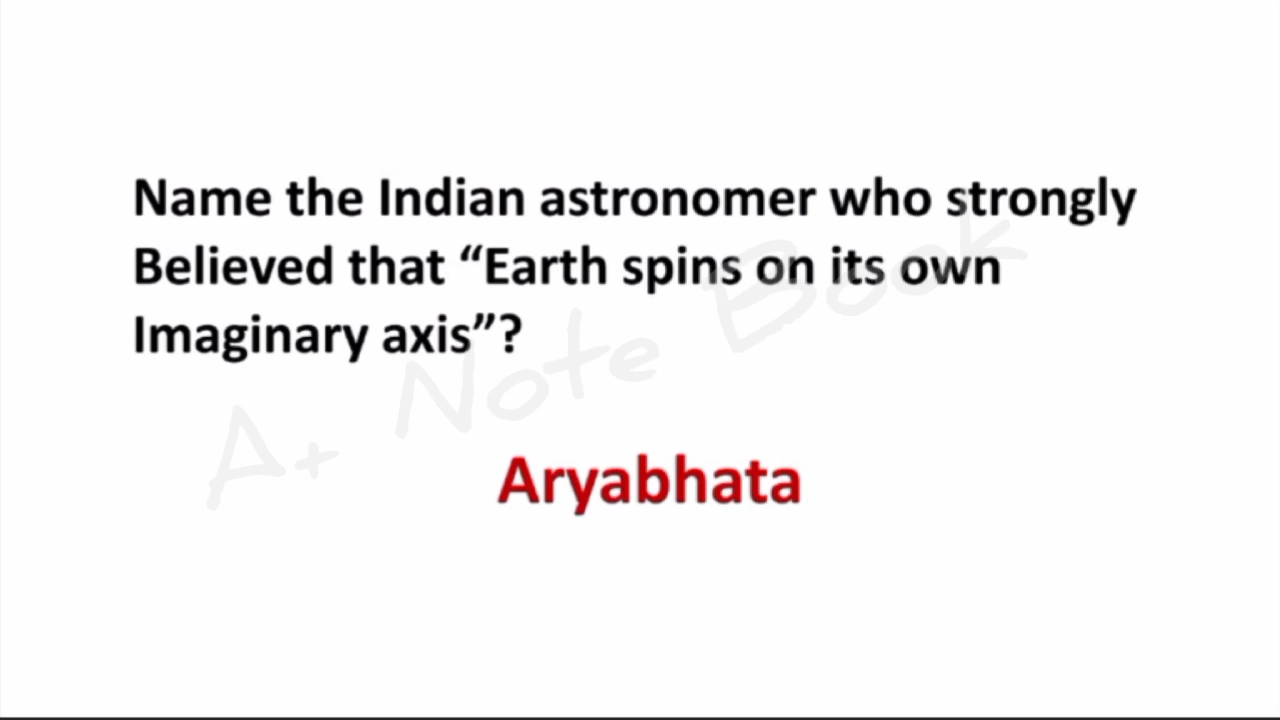 Name the Indian astronomer who strongly
Believed that “Earth spins on its own
Imaginary axis”?
A+ Note Book
Aryabhata